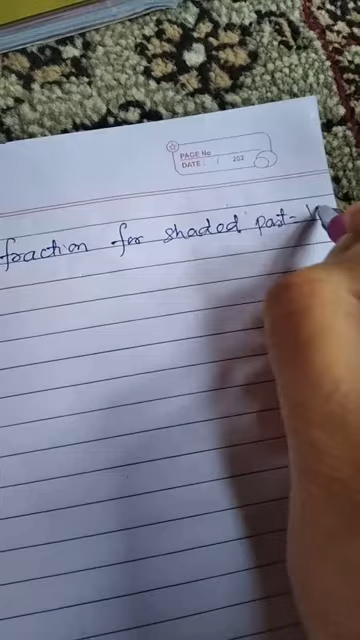 PAGE No
DATE : / 202
fraction for shaded part-